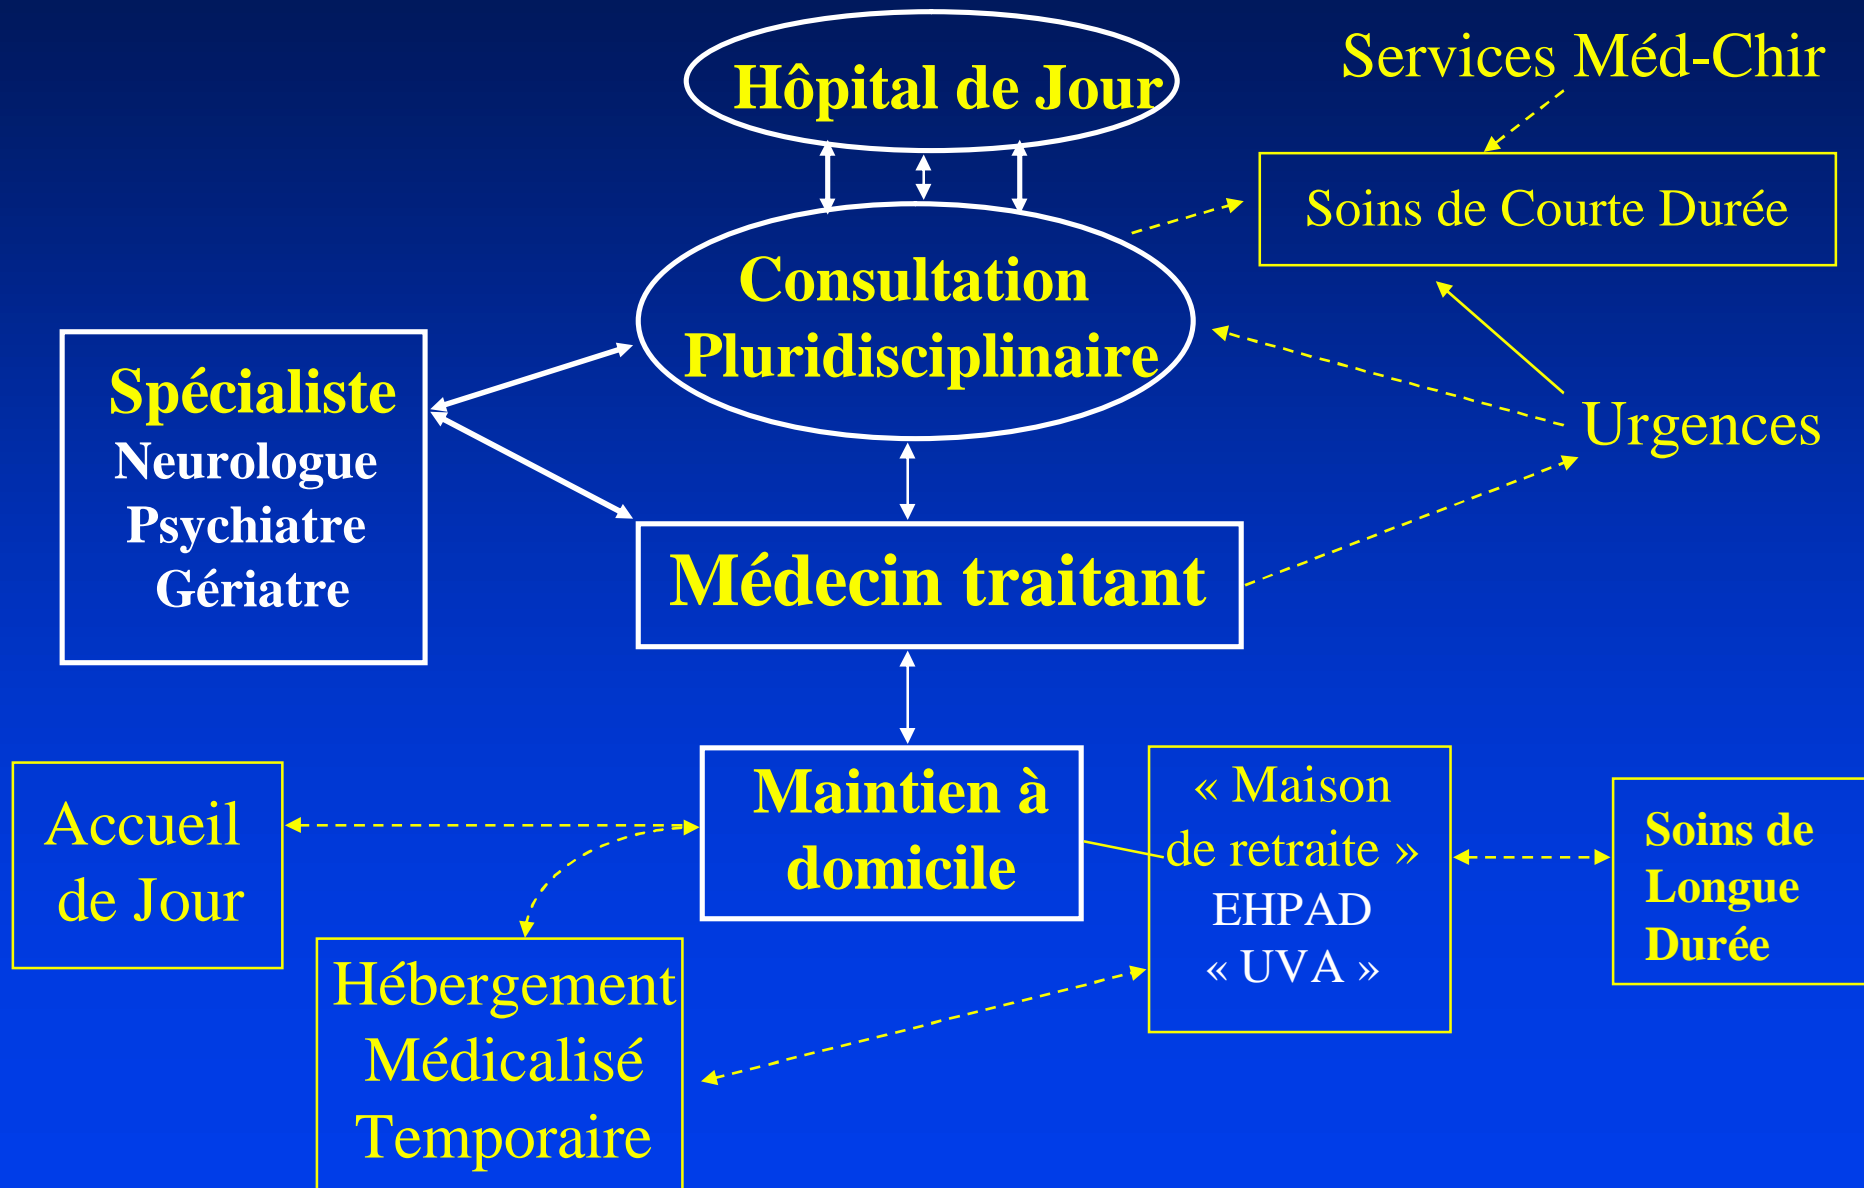 Hôpital de Jour
Services Méd-Chir
Soins de Courte Durée
Consultation
Pluridisciplinaire
Spécialiste
Neurologue
Psychiatre
Gériatre
Urgences
Médecin traitant
Maintien à
domicile
« Maison
de retraite »
EHPAD
« UVA »
Soins de
Longue
Durée
Accueil
de Jour
Hébergement
Médicalisé
Temporaire